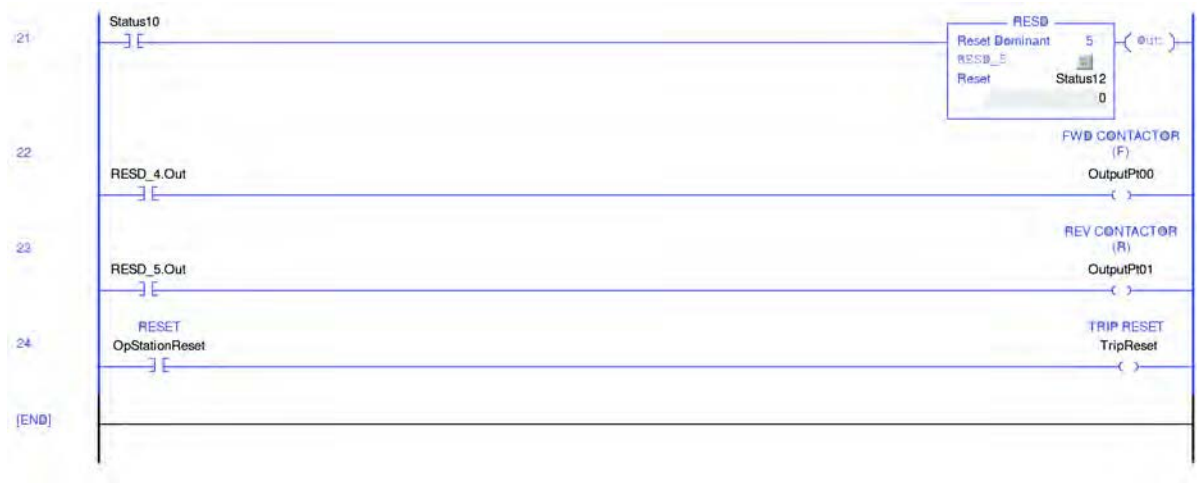 Status10
RESD
21
Reset Dominant 5
Out
RESD_5
Reset Status12
0
FWD CONTACTOR
22
(F)
RESD_4.Out OutputPt00
REV CONTACTOR
23
(R)
RESD_5.Out OutputPt01
RESET TRIP RESET
24
OpStationReset TripReset
[END]